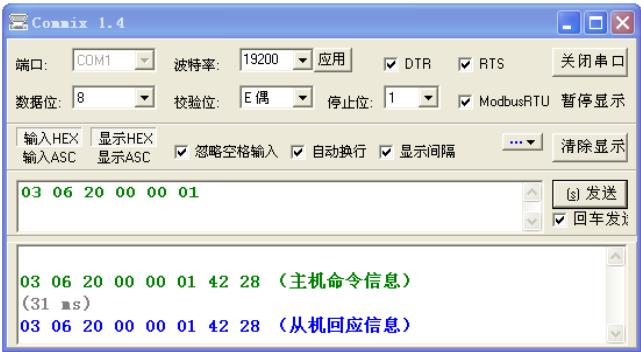 Commix 1.4
端口: COM1 波特率: 19200 应用 DTR RTS 关闭串口
数据位: 8 校验位: E 偶 停止位: 1 ModbusRTU 暂停显示
输入HEX 显示HEX
输入ASC 显示ASC 忽略空格输入 自动换行 显示间隔 ... 清除显示
03 06 20 00 00 01 (s) 发送
回车发送
03 06 20 00 00 01 42 28 (主机命令信息)
(31 ms)
03 06 20 00 00 01 42 28 (从机回应信息)